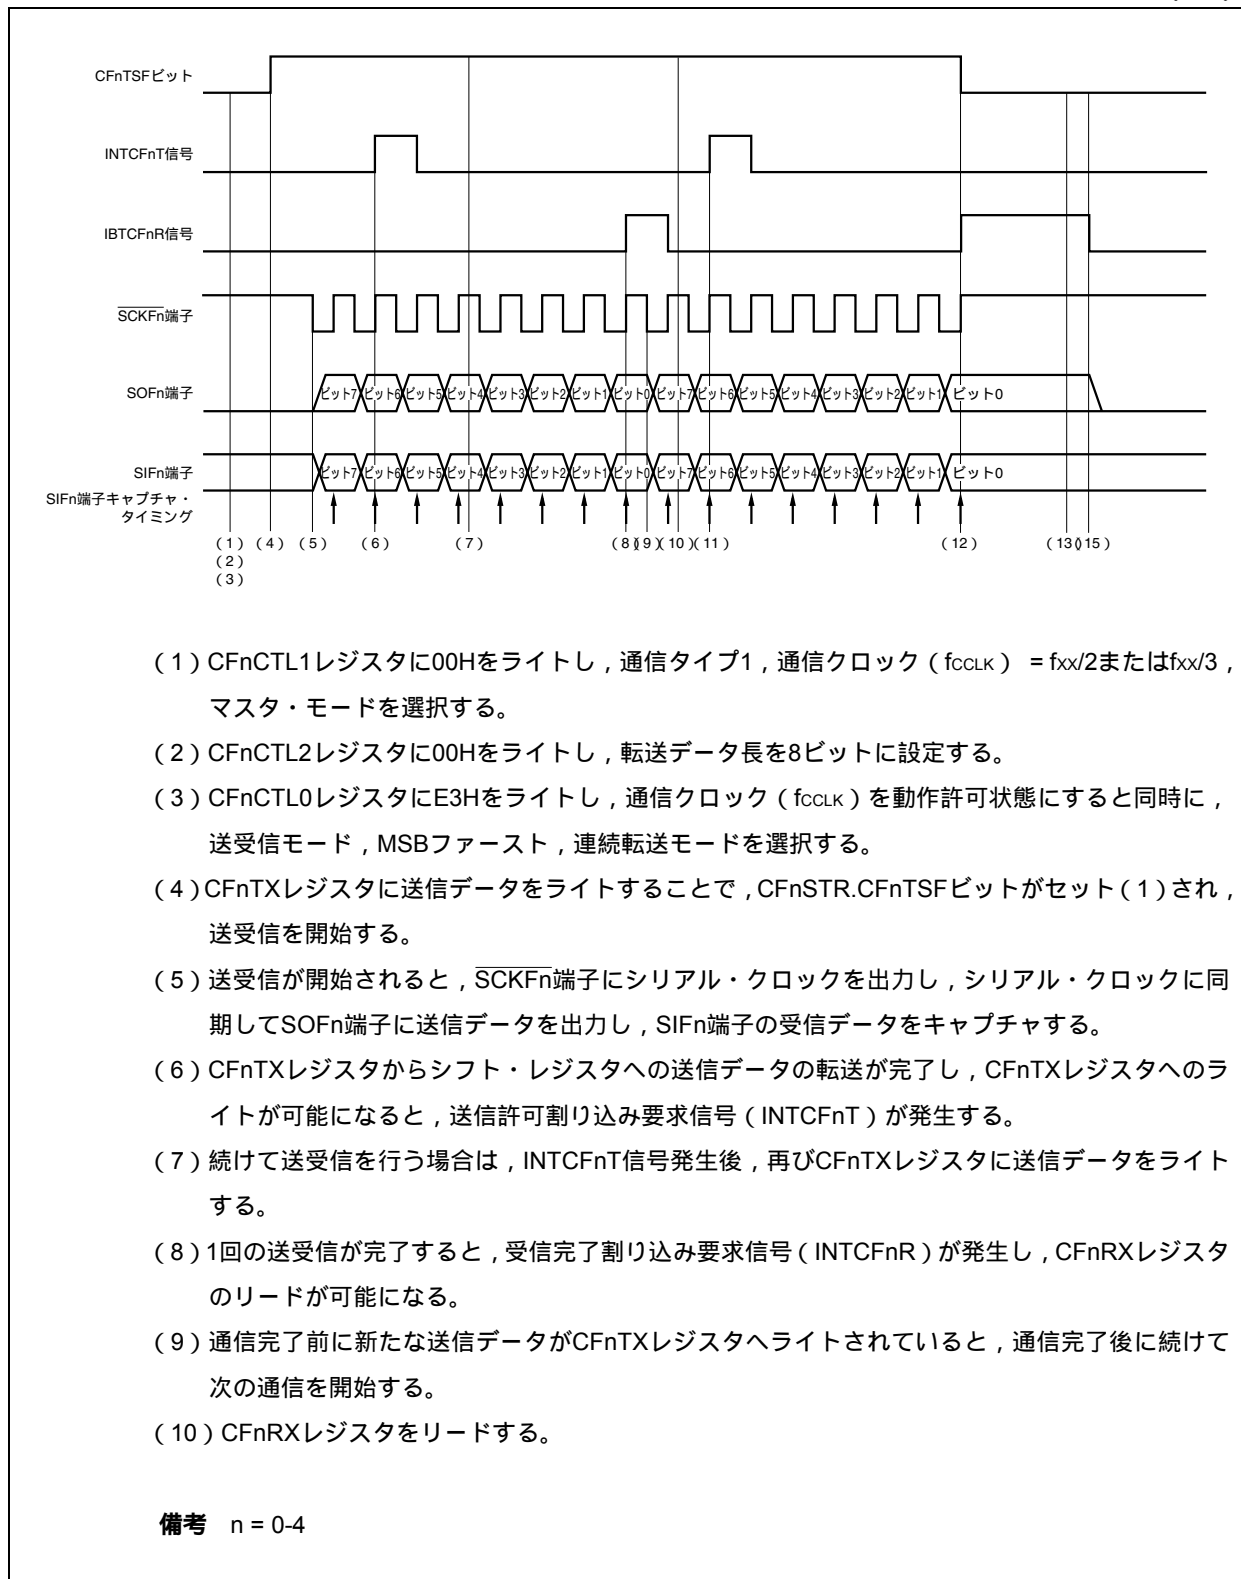 CFnTSFビット
INTCFnT信号
IBTCFnR信号
SCKFn端子
SOFn端子
ビット7 ビット6 ビット5 ビット4 ビット3 ビット2 ビット1 ビット0 ビット7 ビット6 ビット5 ビット4 ビット3 ビット2 ビット1 ビット0
SIFn端子
ビット7 ビット6 ビット5 ビット4 ビット3 ビット2 ビット1 ビット0 ビット7 ビット6 ビット5 ビット4 ビット3 ビット2 ビット1 ビット0
SIFn端子キャプチャ・
タイミング
(1) (4) (5) (6) (7) (8)(9)(10)(11) (12) (13)(15)
(2)
(3)
(1)CFnCTL1レジスタに00Hをライトし,通信タイプ1,通信クロック(fCCLK) = fXX/2またはfXX/3,
マスタ・モードを選択する。
(2)CFnCTL2レジスタに00Hをライトし,転送データ長を8ビットに設定する。
(3)CFnCTL0レジスタにE3Hをライトし,通信クロック(fCCLK)を動作許可状態にすると同時に,
送受信モード,MSBファースト,連続転送モードを選択する。
(4)CFnTXレジスタに送信データをライトすることで,CFnSTR.CFnTSFビットがセット(1)され,
送受信を開始する。
(5)送受信が開始されると,SCKFn端子にシリアル・クロックを出力し,シリアル・クロックに同
期してSOFn端子に送信データを出力し,SIFn端子の受信データをキャプチャする。
(6)CFnTXレジスタからシフト・レジスタへの送信データの転送が完了し,CFnTXレジスタへのラ
イトが可能になると,送信許可割り込み要求信号(INTCFnT)が発生する。
(7)続けて送受信を行う場合は,INTCFnT信号発生後,再びCFnTXレジスタに送信データをライト
する。
(8)1回の送受信が完了すると,受信完了割り込み要求信号(INTCFnR)が発生し,CFnRXレジスタ
のリードが可能になる。
(9)通信完了前に新たな送信データがCFnTXレジスタへライトされていると,通信完了後に続けて
次の通信を開始する。
(10)CFnRXレジスタをリードする。
備考 n = 0-4